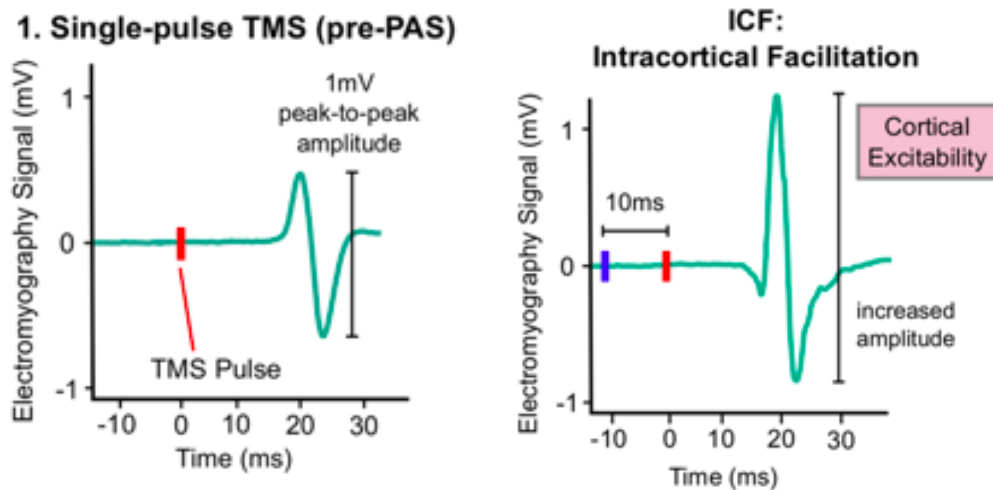 1. Single-pulse TMS (pre-PAS)
Electromyography Signal (mV)
1
0
-1
1mV
peak-to-peak
amplitude
TMS Pulse
-10
0
10
20
30
Time (ms)
ICF:
Intracortical Facilitation
Electromyography Signal (mV)
1
0
-1
Cortical
Excitability
10ms
increased
amplitude
-10
0
10
20
30
Time (ms)